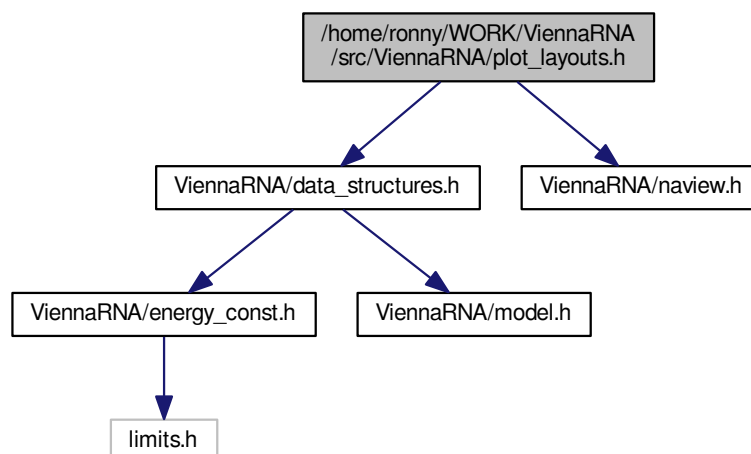 /home/ronny/WORK/ViennaRNA
/src/ViennaRNA/plot_layouts.h
ViennaRNA/data_structures.h
ViennaRNA/naview.h
ViennaRNA/energy_const.h
ViennaRNA/model.h
limits.h